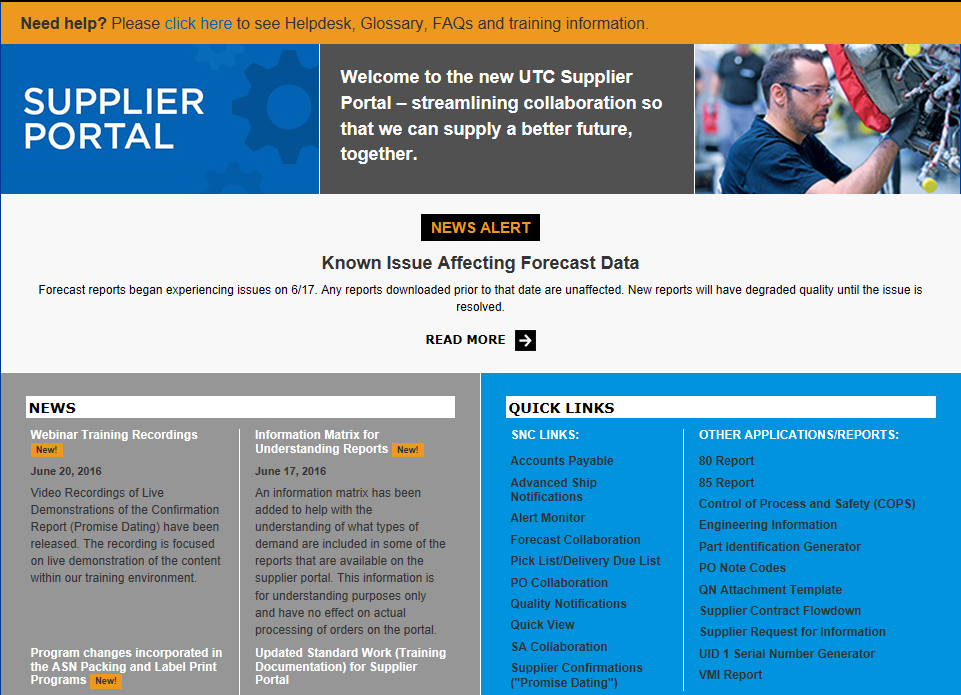 Need help? Please click here to see Helpdesk, Glossary, FAQs and training information.
SUPPLIER
PORTAL
Welcome to the new UTC Supplier
Portal – streamlining collaboration so
that we can supply a better future,
together.
NEWS ALERT
Known Issue Affecting Forecast Data
Forecast reports began experiencing issues on 6/17. Any reports downloaded prior to that date are unaffected. New reports will have degraded quality until the issue is
resolved.
READ MORE
NEWS
Webinar Training Recordings
New!
June 20, 2016
Video Recordings of Live
Demonstrations of the Confirmation
Report (Promise Dating) have been
released. The recording is focused
on live demonstration of the content
within our training environment.
Program changes incorporated in
the ASN Packing and Label Print
Programs New!
Information Matrix for
Understanding Reports New!
June 17, 2016
An information matrix has been
added to help with the
understanding of what types of
demand are included in some of the
reports that are available on the
supplier portal. This information is
for understanding purposes only
and have no effect on actual
processing of orders on the portal.
Updated Standard Work (Training
Documentation) for Supplier
Portal
QUICK LINKS
SNC LINKS:
Accounts Payable
Advanced Ship
Notifications
Alert Monitor
Forecast Collaboration
Pick List/Delivery Due List
PO Collaboration
Quality Notifications
Quick View
SA Collaboration
Supplier Confirmations
("Promise Dating")
OTHER APPLICATIONS/REPORTS:
80 Report
85 Report
Control of Process and Safety (COPS)
Engineering Information
Part Identification Generator
PO Note Codes
QN Attachment Template
Supplier Contract Flowdown
Supplier Request for Information
UID 1 Serial Number Generator
VMI Report